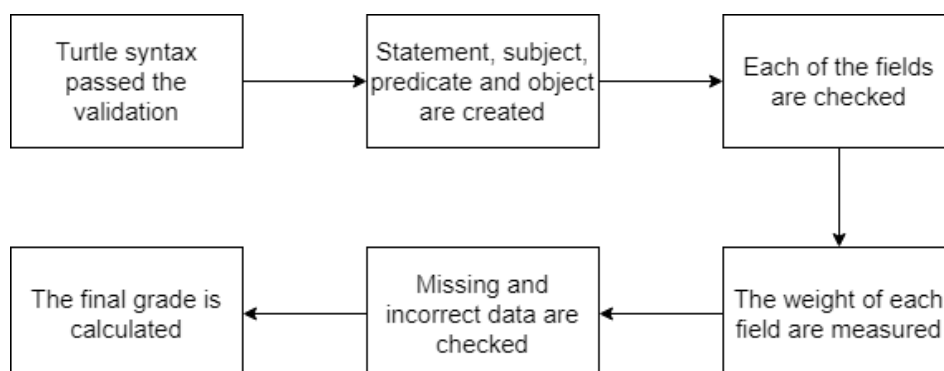 Turtle syntax
passed the
validation
Statement, subject,
predicate and object
are created
Each of the fields
are checked
The weight of each
field are measured
Missing and
incorrect data are
checked
The final grade is
calculated